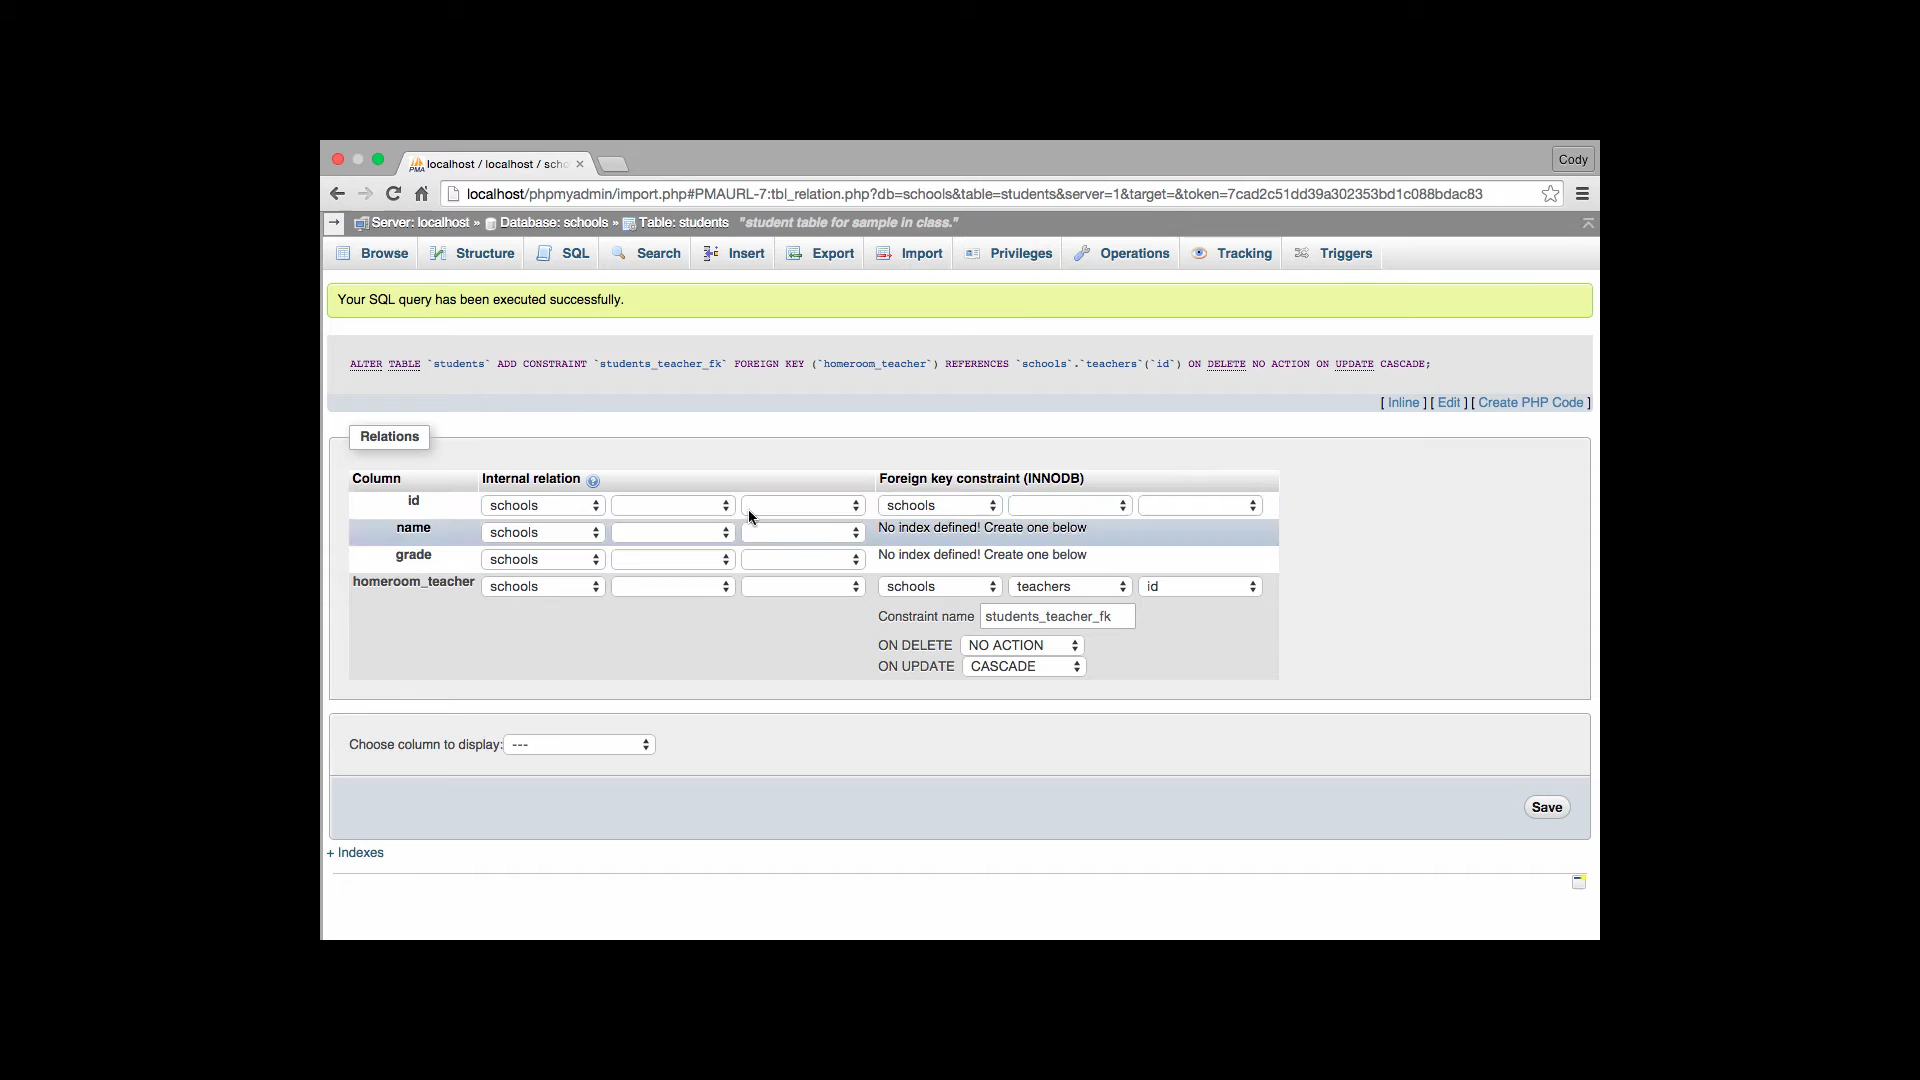 localhost / localhost / scho
Cody
localhost/phpmyadmin/import.php#PMAURL-7:tbl_relation.php?db=schools&table=students&server=1&target=&token=7cad2c51dd39a302353bd1c088bdac83
Server: localhost » Database: schools » Table: students "student table for sample in class."
Browse Structure SQL Search Insert Export Import Privileges Operations Tracking Triggers
Your SQL query has been executed successfully.
ALTER TABLE `students` ADD CONSTRAINT `students_teacher_fk` FOREIGN KEY (`homeroom_teacher`) REFERENCES `schools`.`teachers`(`id`) ON DELETE NO ACTION ON UPDATE CASCADE;
[ Inline ] [ Edit ] [ Create PHP Code ]
Relations
Column Internal relation Foreign key constraint (INNODB)
id schools schools
name schools No index defined! Create one below
grade schools No index defined! Create one below
homeroom_teacher schools schools teachers id
Constraint name students_teacher_fk
ON DELETE NO ACTION
ON UPDATE CASCADE
Choose column to display: ---
Save
+ Indexes